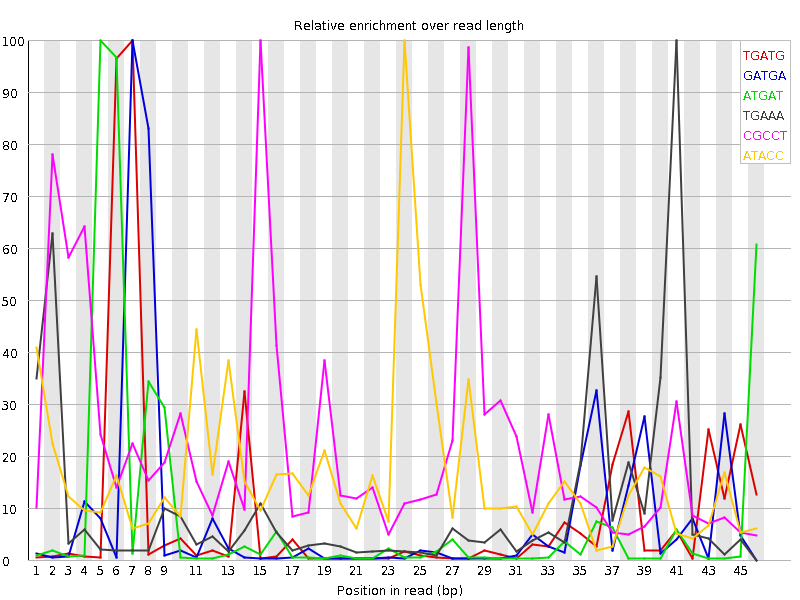 Relative enrichment over read length
100
90
80
70
60
50
40
30
20
10
0
TGATG
GATGA
ATGAT
TGAAA
CGCCT
ATACC
1 2 3 4 5 6 7 8 9 11 13 15 17 19 21 23 25 27 29 31 33 35 37 39 41 43 45
Position in read (bp)